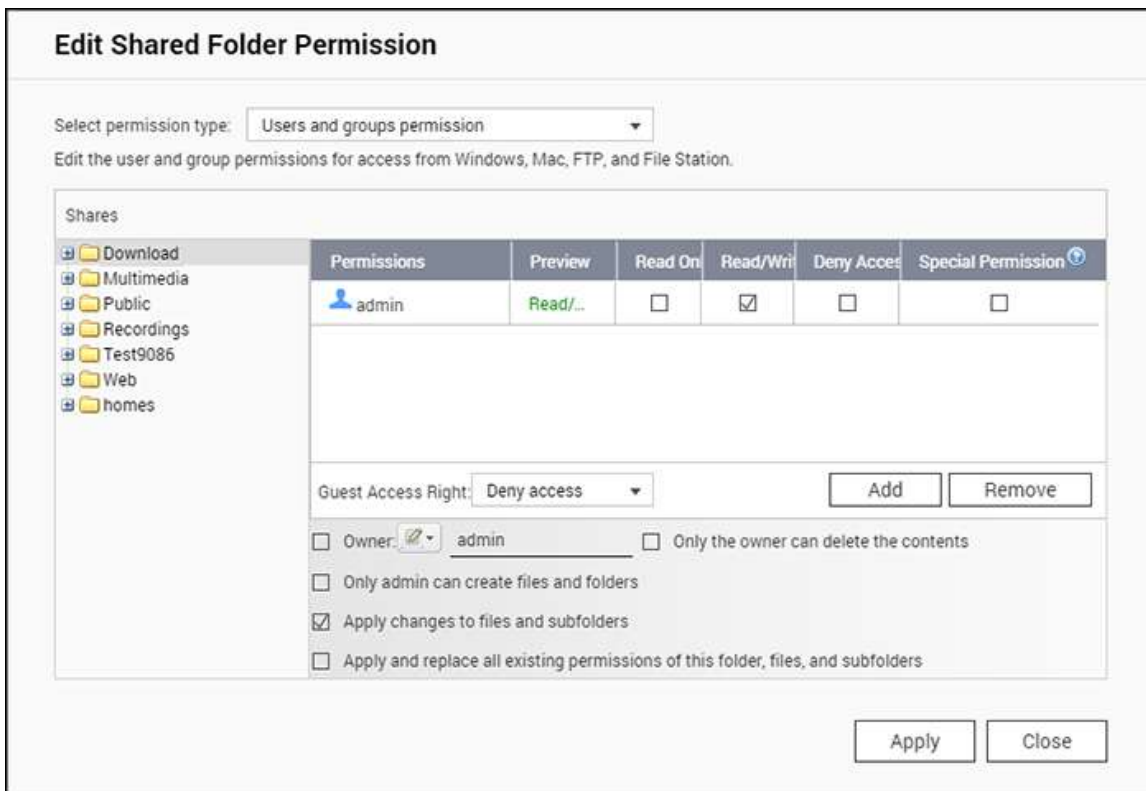 Edit Shared Folder Permission
Select permission type: Users and groups permission
Edit the user and group permissions for access from Windows, Mac, FTP, and File Station.
Shares
Download
Multimedia
Public
Recordings
Test9086
Web
homes
Permissions Preview Read On Read/Wri Deny Acces Special Permission
admin Read/...
Guest Access Right: Deny access Add Remove
Owner: admin Only the owner can delete the contents
Only admin can create files and folders
Apply changes to files and subfolders
Apply and replace all existing permissions of this folder, files, and subfolders
Apply Close